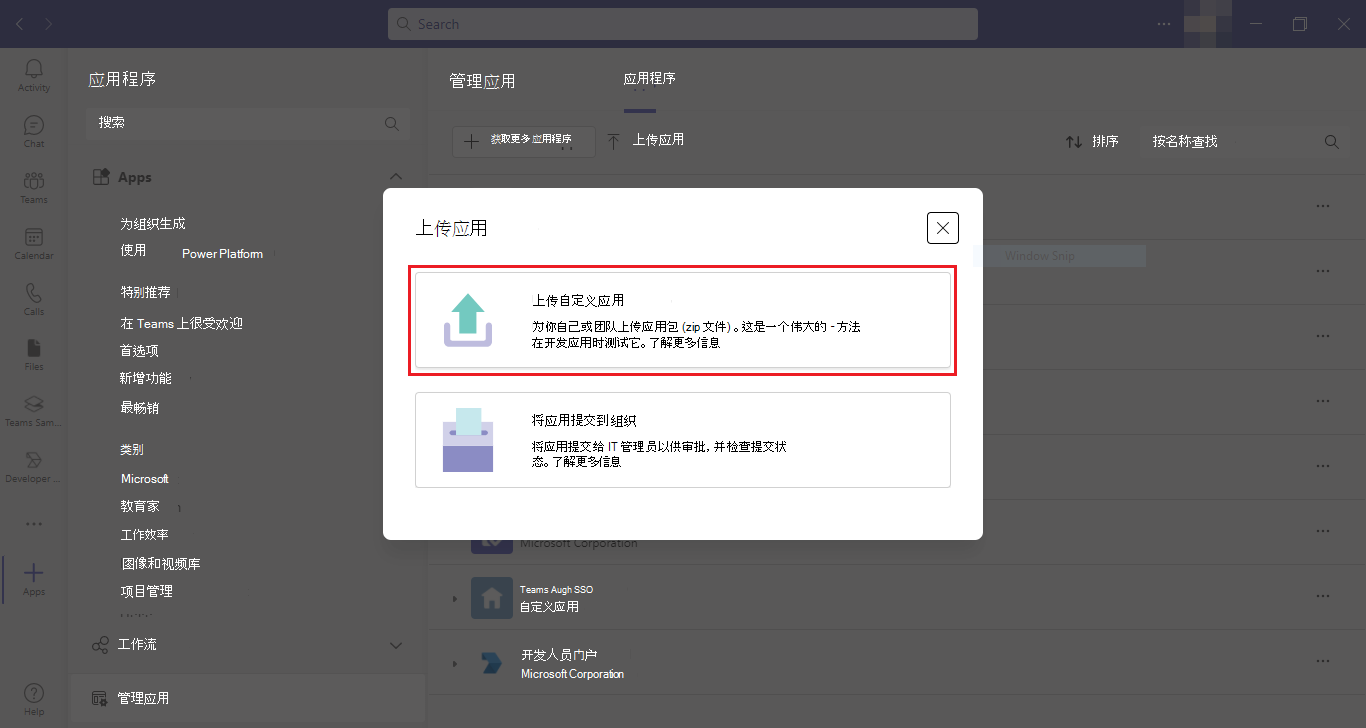 Search
Activity
Chat
Teams
Calendar
Calls
Files
Teams Sam...
Developer ...
Apps
Help
应用程序
搜索
Apps
为组织生成
使用 Power Platform
特别推荐
在 Teams 上很受欢迎
首选项
新增功能
最畅销
类别
Microsoft
教育家
工作效率
图像和视频库
项目管理
工作流
管理应用
管理应用
应用程序
获取更多应用程序
上传应用
排序
按名称查找
Window Snip
上传应用
上传自定义应用
为你自己或团队上传应用包 (zip 文件) 。这是一个伟大的 - 方法
在开发应用时测试它。了解更多信息
将应用提交到组织
将应用提交给 IT 管理员以供审批, 并检查提交状
态。了解更多信息
Microsoft Corporation
Teams Augh SSO
自定义应用
开发人员门户
Microsoft Corporation